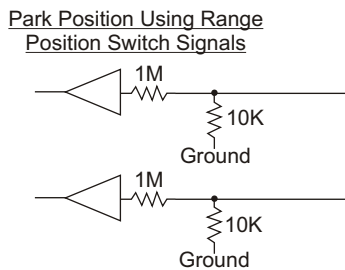 Park Position Using Range
Position Switch Signals
1M
10K
Ground
1M
10K
Ground